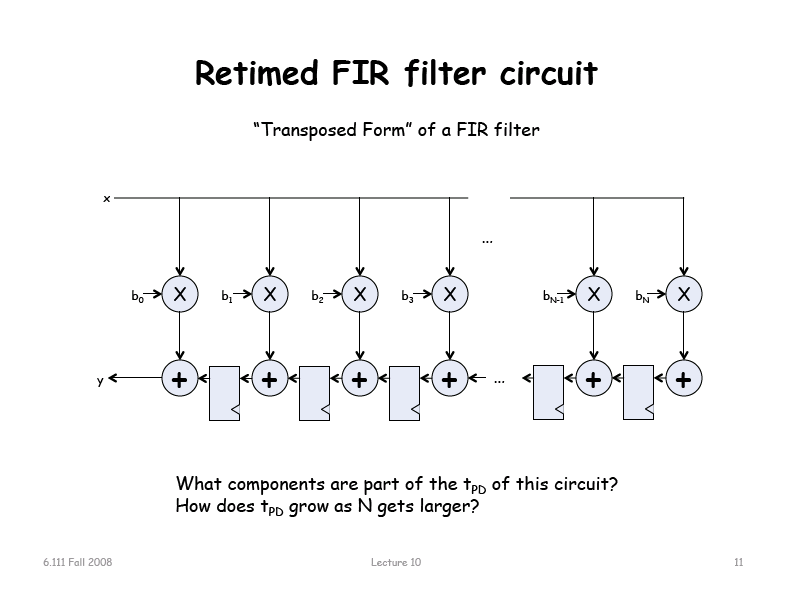 Retimed FIR filter circuit
“Transposed Form” of a FIR filter
x
...
b0 X b1 X b2 X b3 X bN-1 X bN X
y + + + + ... + +
What components are part of the tPD of this circuit?
How does tPD grow as N gets larger?
6.111 Fall 2008 Lecture 10 11